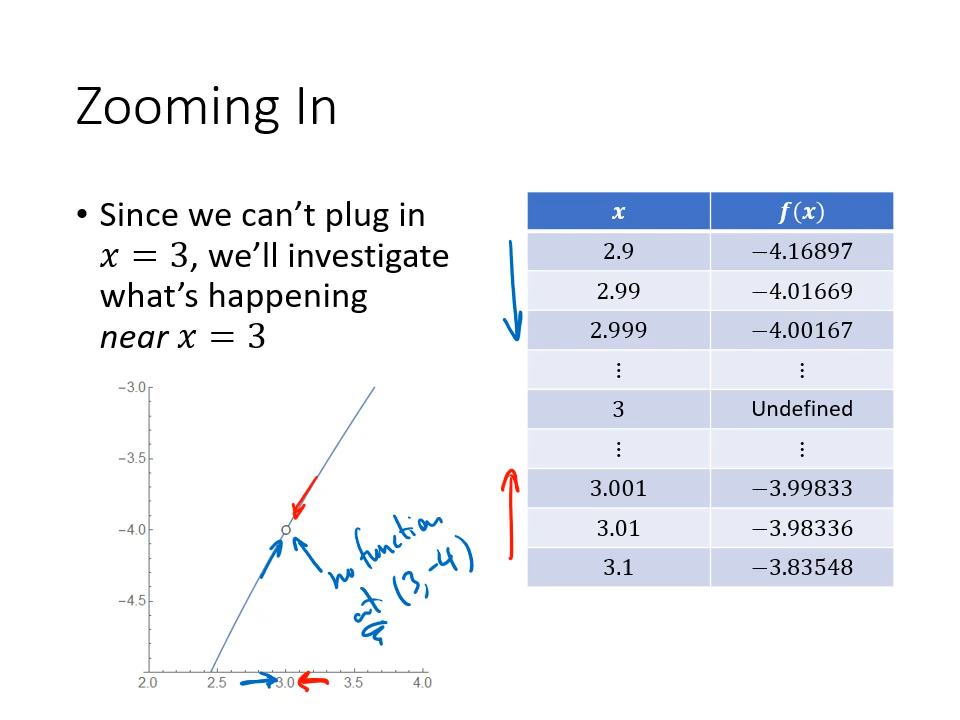 Zooming In
• Since we can't plug in
x = 3, we'll investigate
what's happening
near x = 3
x f(x)
2.9 −4.16897
2.99 −4.01669
2.999 −4.00167
⋮ ⋮
3 Undefined
⋮ ⋮
3.001 −3.99833
3.01 −3.98336
3.1 −3.83548
−3.0
−3.5
−4.0
−4.5
2.0 2.5 3.0 3.5 4.0
no function
at (3,-4)